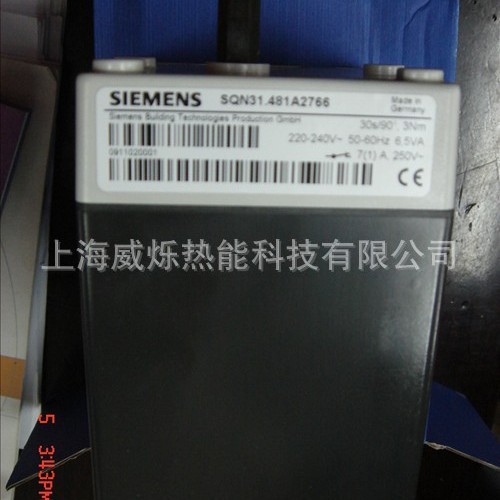 SIEMENS SQN31.481A2766 Made in Germany
Siemens Building Technologies Production GmbH
30s/90°, 3Nm
220-240V~ 50-60Hz 6.5VA
0911020001
7(1) A, 250V~
CE
上海威烁热能科技有限公司
5 3:43PM